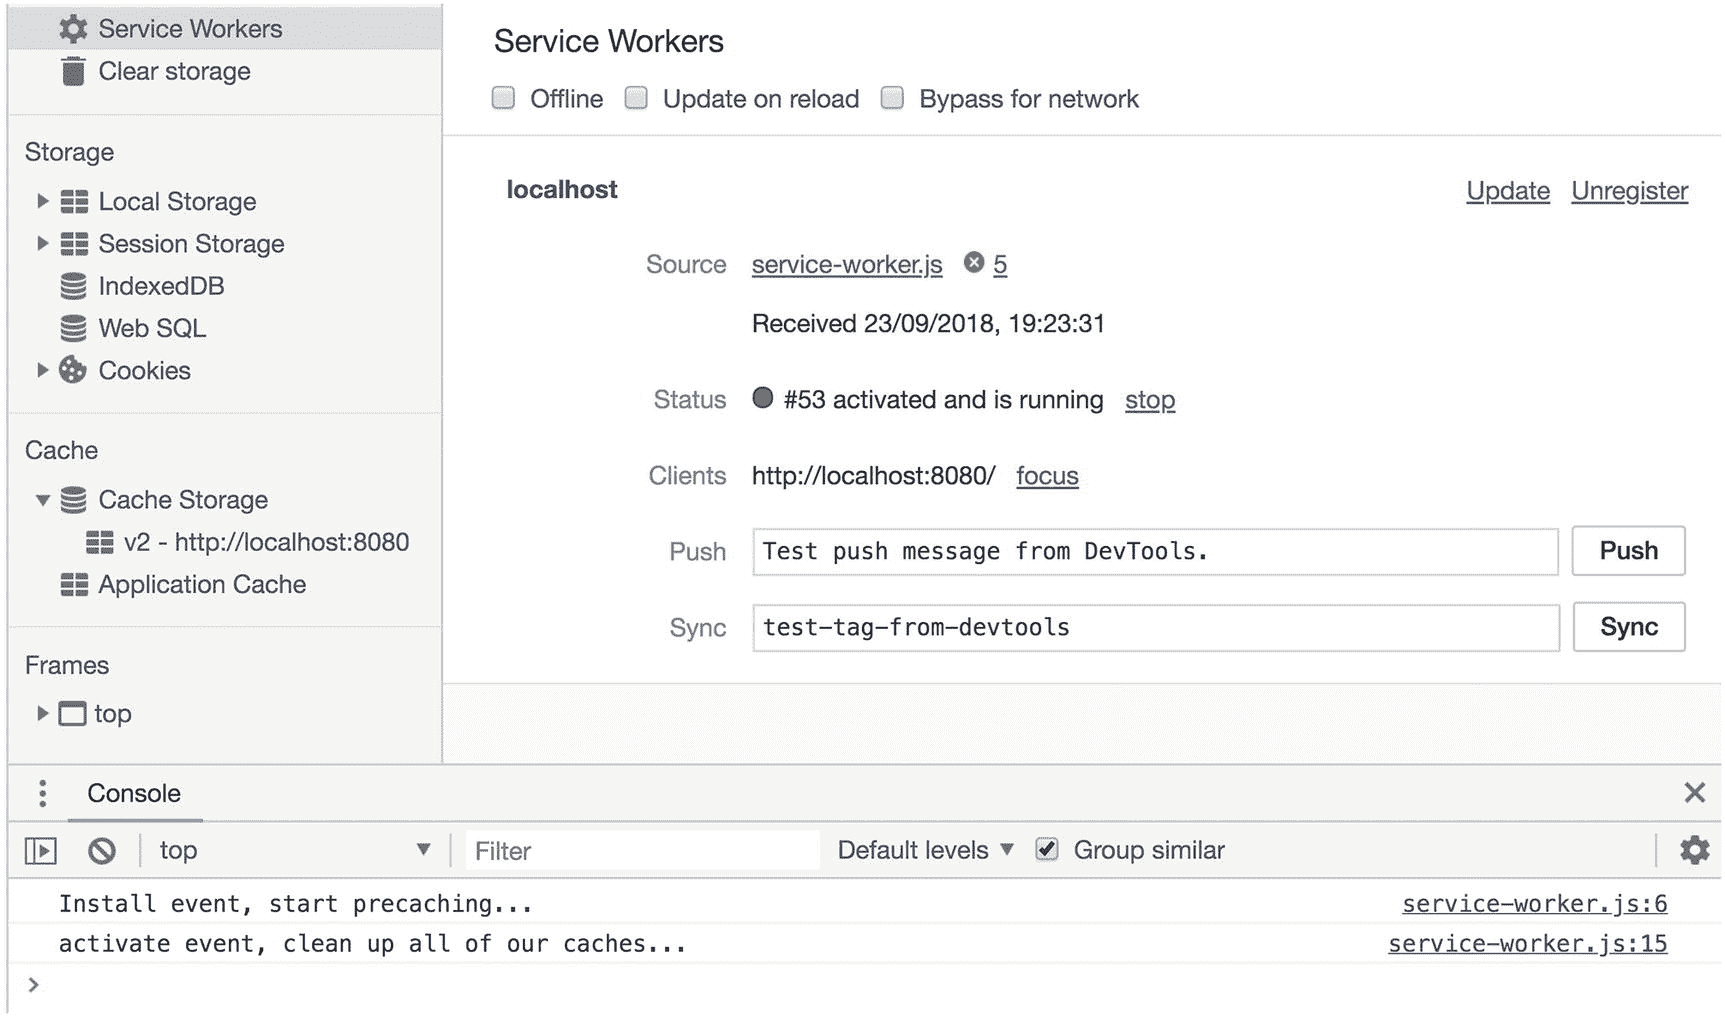 Service Workers
Clear storage
Storage
Local Storage
Session Storage
IndexedDB
Web SQL
Cookies
Cache
Cache Storage
v2 - http://localhost:8080
Application Cache
Frames
top
Service Workers
Offline Update on reload Bypass for network
localhost Update Unregister
Source service-worker.js 5
Received 23/09/2018, 19:23:31
Status #53 activated and is running stop
Clients http://localhost:8080/ focus
Push Test push message from DevTools. Push
Sync test-tag-from-devtools Sync
Console
top Filter Default levels Group similar
Install event, start precaching... service-worker.js:6
activate event, clean up all of our caches... service-worker.js:15